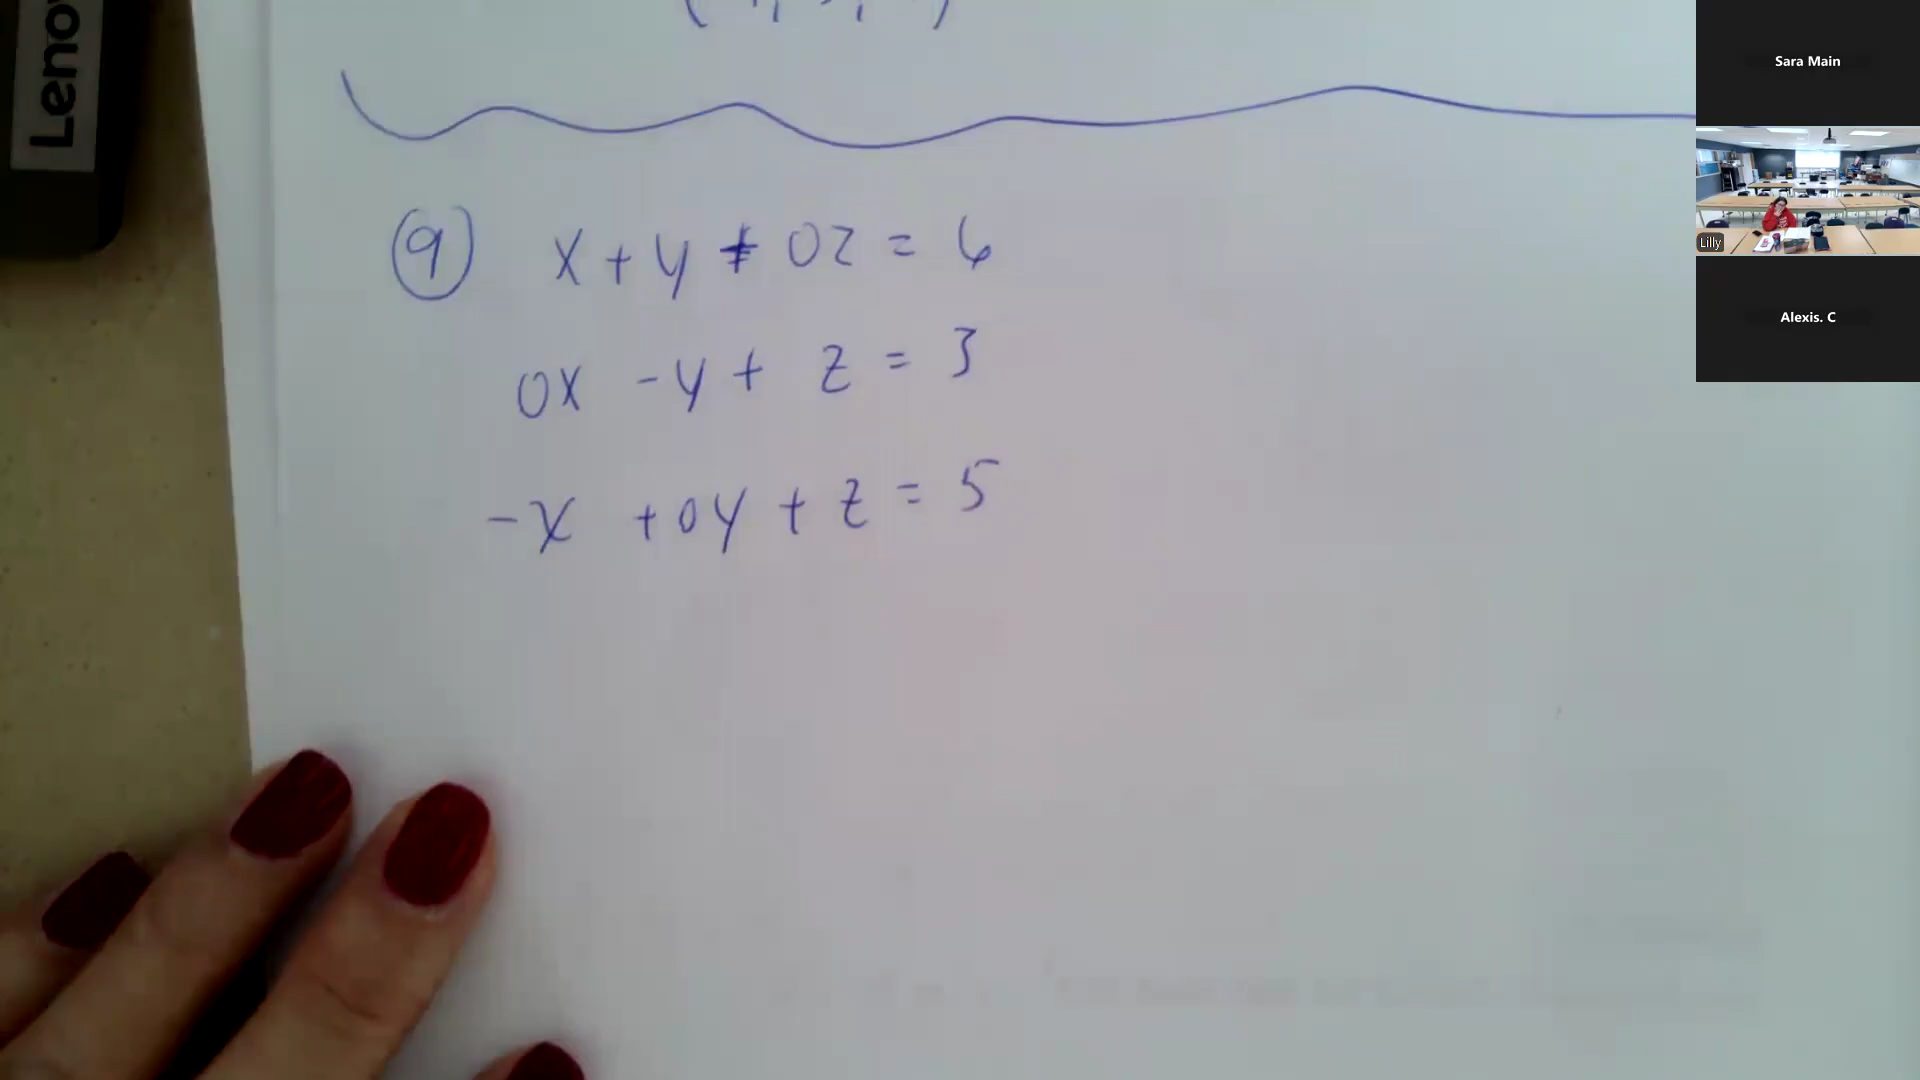 Leno
Sara Main
Lilly
Alexis. C
9 x + y + 0z = 6
0x - y + z = 3
-x + 0y + z = 5